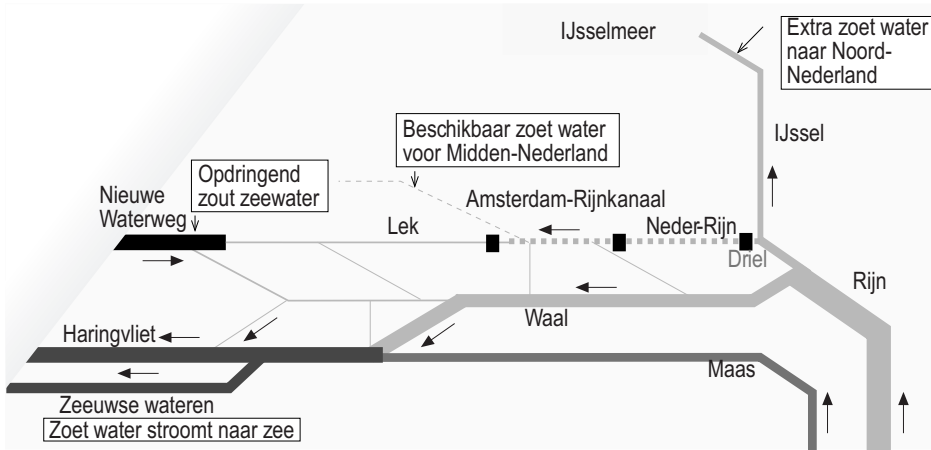 IJsselmeer
Extra zoet water
naar Noord-
Nederland
Beschikbaar zoet water
voor Midden-Nederland
IJssel
Opdringend
zout zeewater
Nieuwe
Waterweg
Amsterdam-Rijnkanaal
Lek
Neder-Rijn
Driel
Rijn
Waal
Haringvliet
Maas
Zeeuwse wateren
Zoet water stroomt naar zee